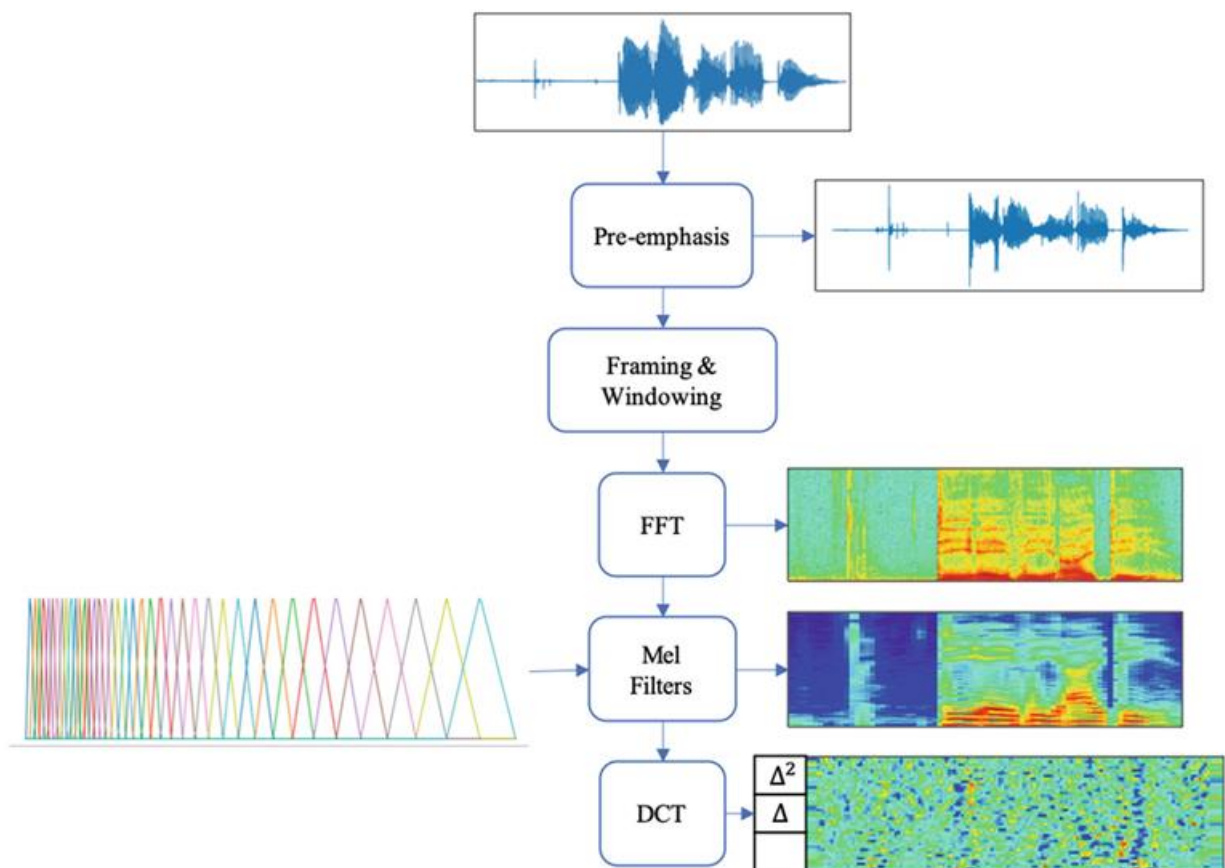 Pre-emphasis
Framing &
Windowing
FFT
Mel
Filters
DCT
Δ²
Δ